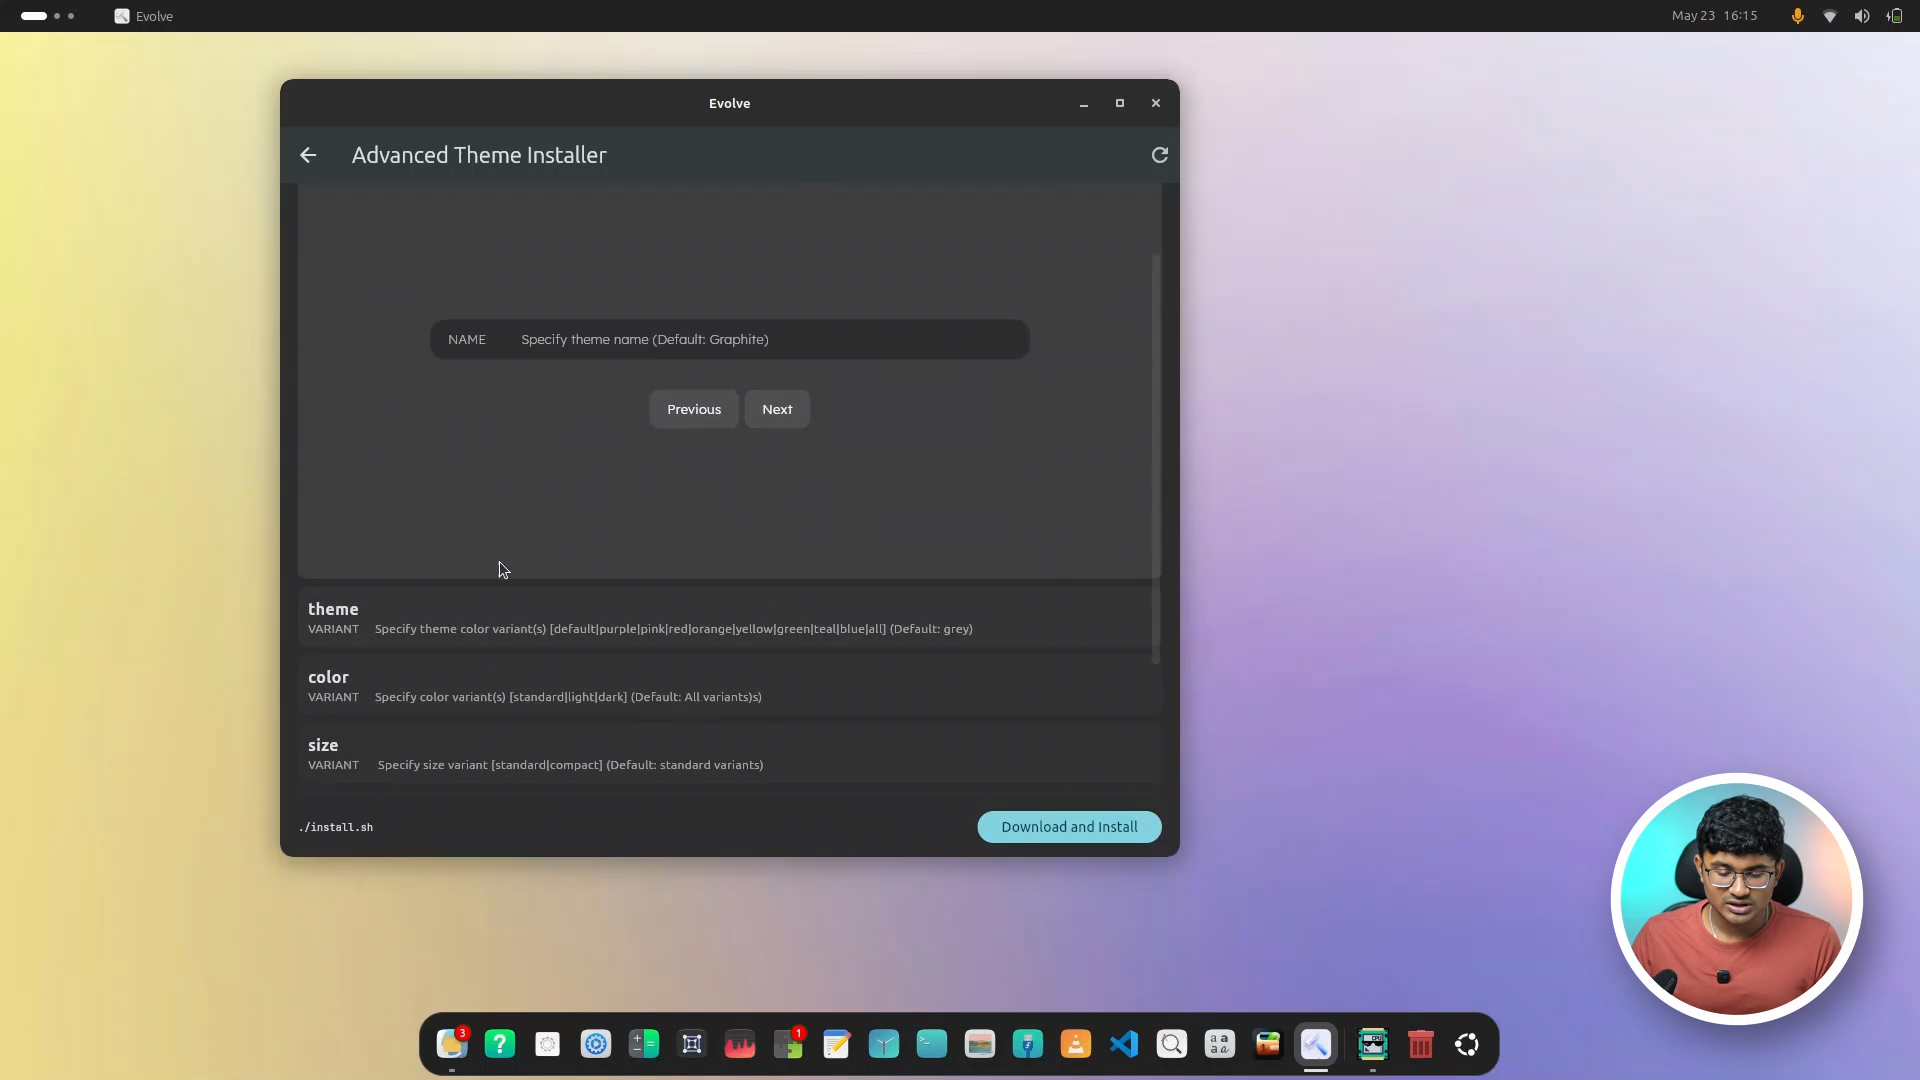 Evolve
May 23 16:15
Evolve
Advanced Theme Installer
NAME Specify theme name (Default: Graphite)
Previous Next
theme
VARIANT Specify theme color variant(s) [default|purple|pink|red|orange|yellow|green|teal|blue|all] (Default: grey)
color
VARIANT Specify color variant(s) [standard|light|dark] (Default: All variants)s)
size
VARIANT Specify size variant [standard|compact] (Default: standard variants)
./install.sh
Download and Install
3
1
?
a a
a a